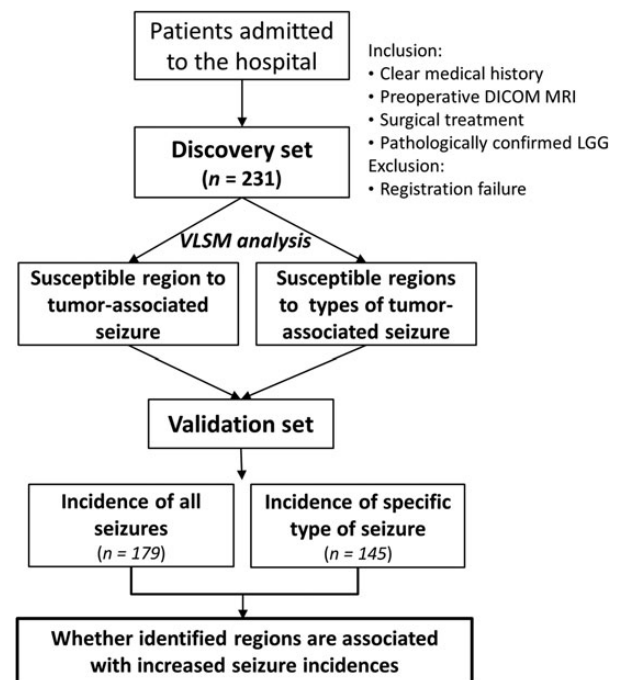 Patients admitted
to the hospital
Inclusion:
• Clear medical history
• Preoperative DICOM MRI
• Surgical treatment
• Pathologically confirmed LGG
Exclusion:
• Registration failure
Discovery set
(n = 231)
VLSM analysis
Susceptible region to
tumor-associated
seizure
Susceptible regions
to types of tumor-
associated seizure
Validation set
Incidence of all
seizures
(n = 179)
Incidence of specific
type of seizure
(n = 145)
Whether identified regions are associated
with increased seizure incidences